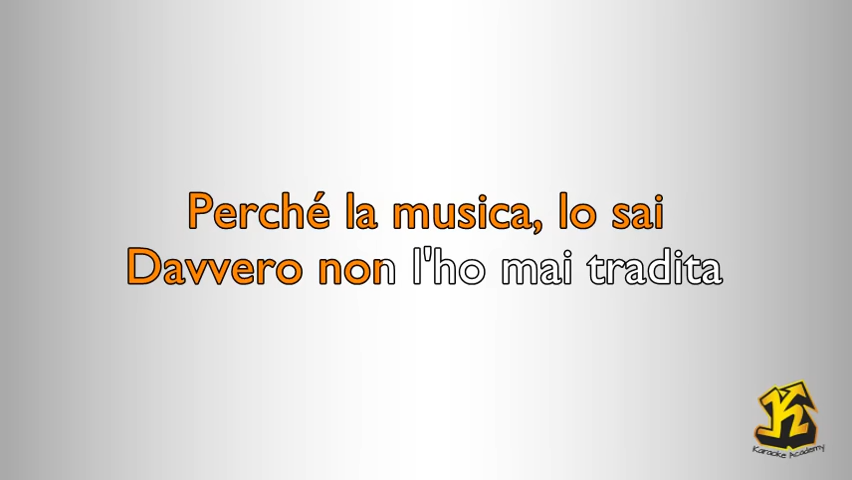 Perché la musica, lo sai
Davvero non l'ho mai tradita
K
Karaoke Academy